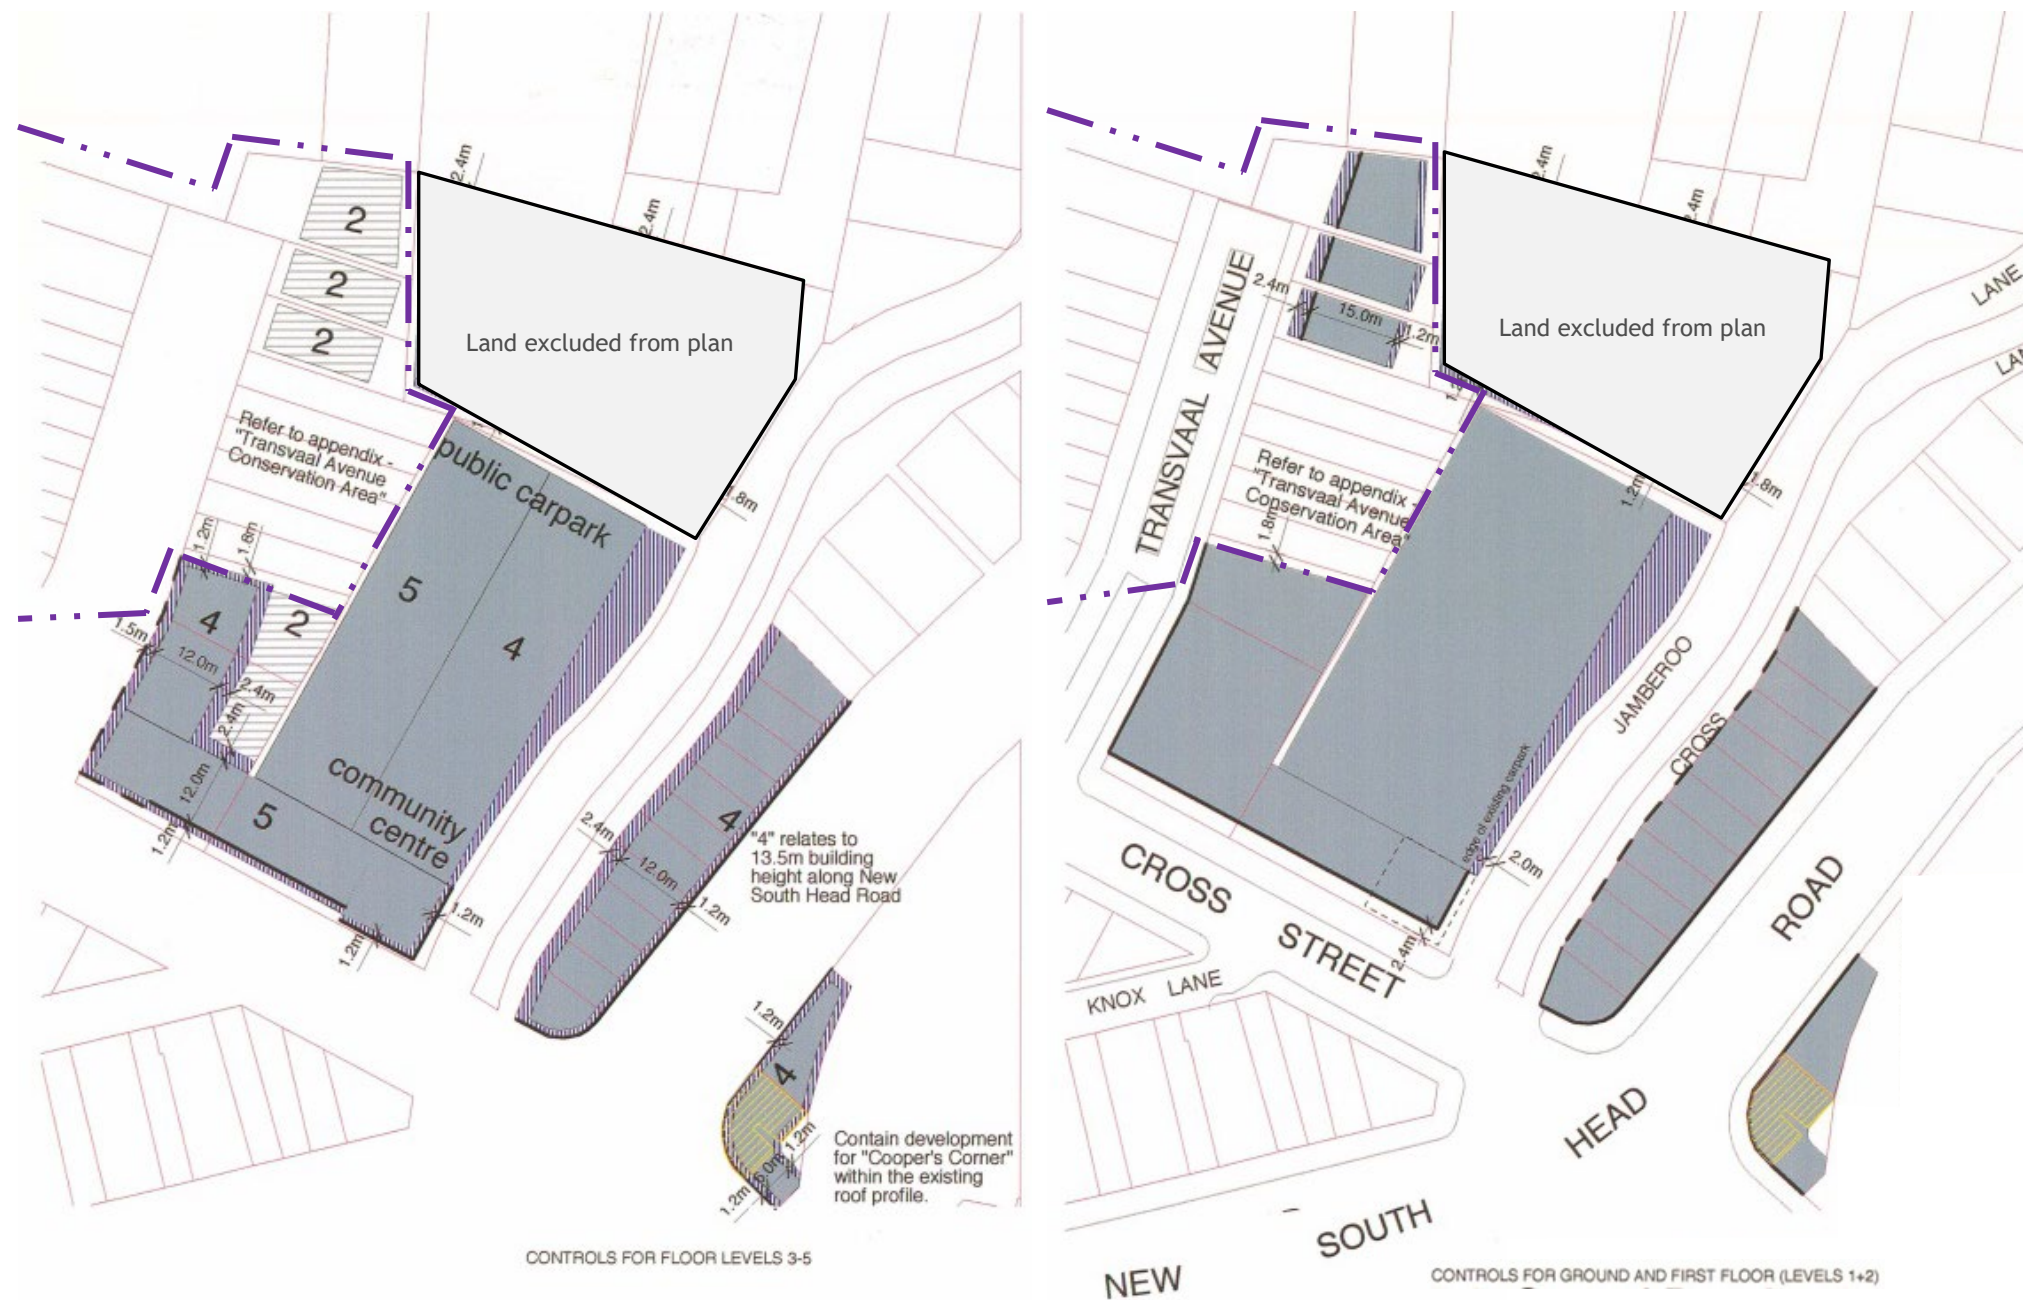 2.4m
2.4m
2
2
2
Land excluded from plan
Refer to appendix -
"Transvaal Avenue
Conservation Area"
public carpark
1.8m
1.2m
1.8m
5
4
4
2
1.5m
12.0m
2.4m
2.4m
12.0m
community
centre
5
1.2m
1.2m
1.2m
2.4m
12.0m
4
1.2m
"4" relates to
13.5m building
height along New
South Head Road
1.2m
4
1.2m
6.0m
1.2m
Contain development
for "Cooper's Corner"
within the existing
roof profile.
CONTROLS FOR FLOOR LEVELS 3-5
2.4m
2.4m
LANE
TRANSVAAL AVENUE
2.4m
15.0m
1.2m
Land excluded from plan
Refer to appendix -
"Transvaal Avenue
Conservation Area"
1.2m
1.8m
1.8m
JAMBEROO
CROSS
edge of existing carpark
2.0m
2.4m
CROSS
STREET
KNOX LANE
ROAD
HEAD
SOUTH
NEW
CONTROLS FOR GROUND AND FIRST FLOOR (LEVELS 1+2)